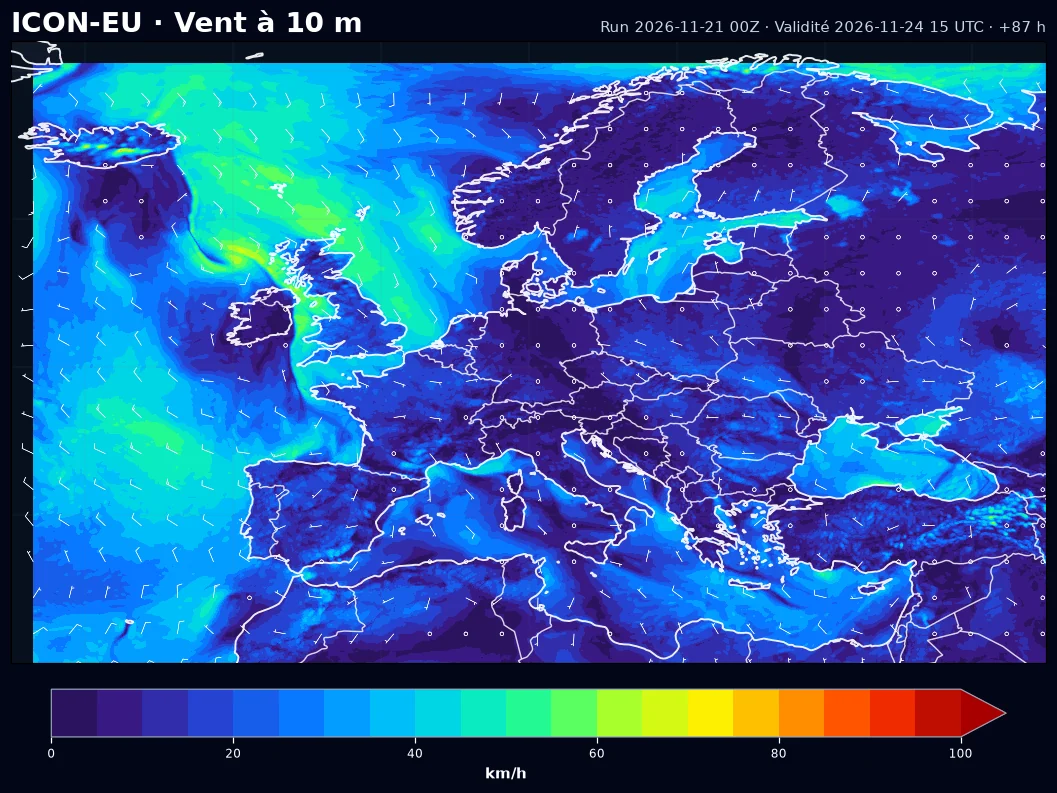 ICON-EU · Vent à 10 m
Run 2026-11-21 00Z · Validité 2026-11-24 15 UTC · +87 h
0 20 40 60 80 100
km/h